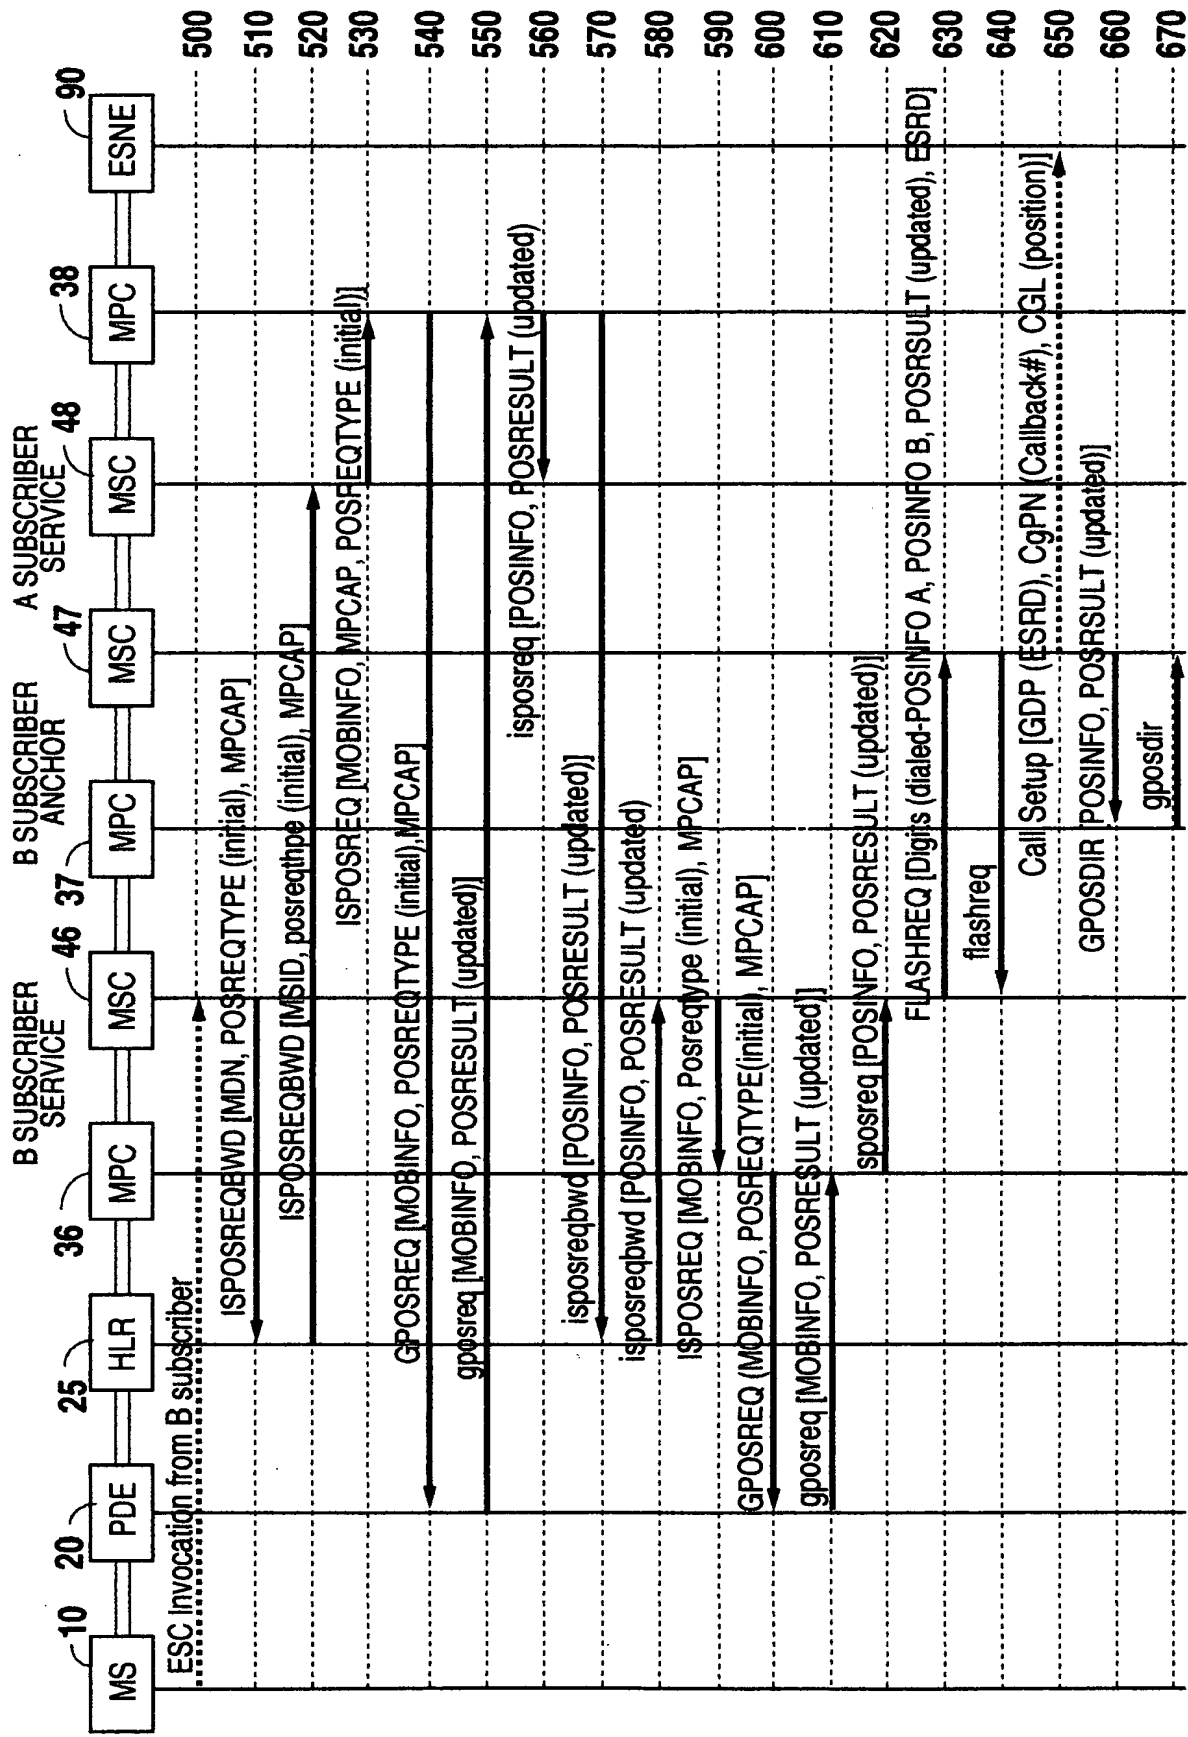 B SUBSCRIBER
SERVICE
B SUBSCRIBER
ANCHOR
A SUBSCRIBER
SERVICE
10
20
25
36
46
37
47
48
38
90
MS
PDE
HLR
MPC
MSC
MPC
MSC
MSC
MPC
ESNE
ESC Invocation from B subscriber
500
ISPOSREQBWD [MDN, POSREQTYPE (initial), MPCAP]
510
ISPOSREQBWD [MSID, posreqthpe (initial), MPCAP]
520
ISPOSREQ [MOBINFO, MPCAP, POSREQTYPE (initial)]
530
GPOSREQ [MOBINFO, POSREQTYPE (initial),MPCAP]
540
gposreq [MOBINFO, POSRESULT (updated)]
550
isposreq [POSINFO, POSRESULT (updated)
560
isposreqbwd [POSINFO, POSRESULT (updated)]
570
isposreqbwd [POSINFO, POSRESULT (updated)
580
ISPOSREQ [MOBINFO, Posreqtype (initial), MPCAP]
590
GPOSREQ (MOBINFO, POSREQTYPE(initial), MPCAP]
600
gposreq [MOBINFO, POSRESULT (updated)]
610
sposreq [POSINFO, POSRESULT (updated)]
620
FLASHREQ [Digits (dialed-POSINFO A, POSINFO B, POSRSULT (updated), ESRD]
630
flashreq
640
Call Setup [GDP (ESRD), CgPN (Callback#), CGL (position)]
650
GPOSDIR [POSINFO, POSRSULT (updated)]
660
gposdir
670